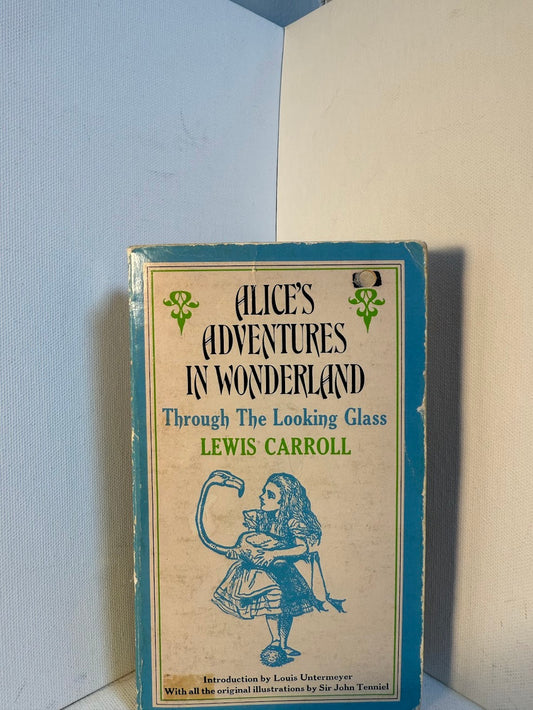 ALICE'S
ADVENTURES
IN WONDERLAND
Through The Looking Glass
LEWIS CARROLL
Introduction by Louis Untermeyer
With all the original illustrations by Sir John Tenniel